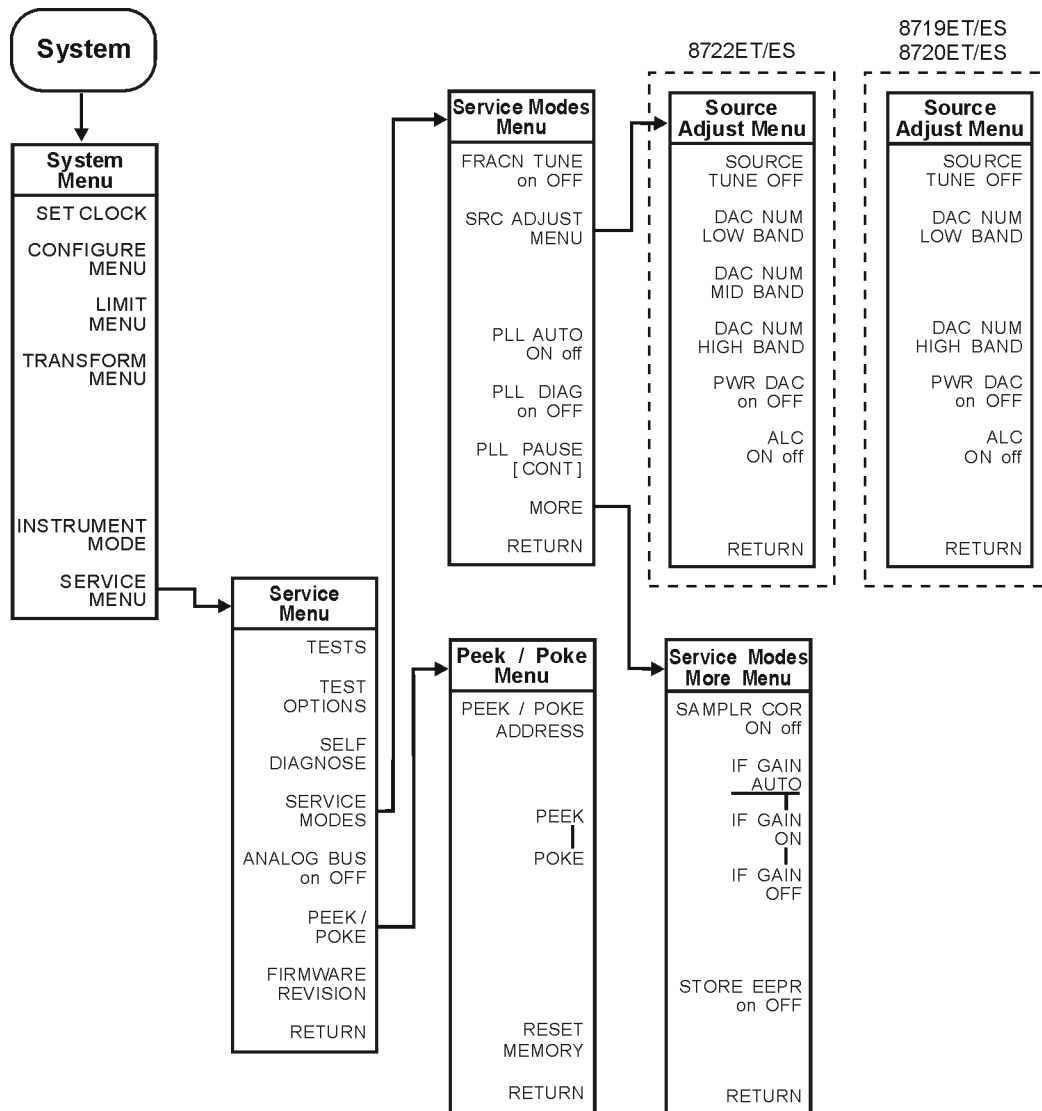 System
System
Menu
SET CLOCK
CONFIGURE
MENU
LIMIT
MENU
TRANSFORM
MENU
INSTRUMENT
MODE
SERVICE
MENU
Service
Menu
TESTS
TEST
OPTIONS
SELF
DIAGNOSE
SERVICE
MODES
ANALOG BUS
on OFF
PEEK /
POKE
FIRMWARE
REVISION
RETURN
Service Modes
Menu
FRACN TUNE
on OFF
SRC ADJUST
MENU
PLL AUTO
ON off
PLL DIAG
on OFF
PLL PAUSE
[ CONT ]
MORE
RETURN
Peek / Poke
Menu
PEEK / POKE
ADDRESS
PEEK
POKE
RESET
MEMORY
RETURN
8722ET/ES
Source
Adjust Menu
SOURCE
TUNE OFF
DAC NUM
LOW BAND
DAC NUM
MID BAND
DAC NUM
HIGH BAND
PWR DAC
on OFF
ALC
ON off
RETURN
Service Modes
More Menu
SAMPLR COR
ON off
IF GAIN
AUTO
IF GAIN
ON
IF GAIN
OFF
STORE EEPR
on OFF
RETURN
8719ET/ES
8720ET/ES
Source
Adjust Menu
SOURCE
TUNE OFF
DAC NUM
LOW BAND
DAC NUM
HIGH BAND
PWR DAC
on OFF
ALC
ON off
RETURN